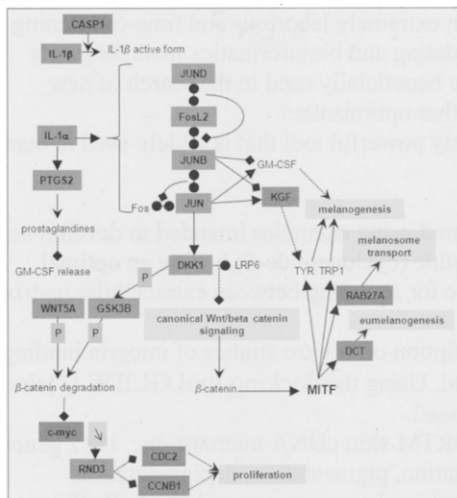 CASP1
IL-1β
IL-1β active form
JUND
FosL2
IL-1α
JUNB
GM-CSF
PTGS2
KGF
Fos
JUN
melanogenesis
prostaglandines
melanosome
transport
GM-CSF release
P
DKK1
LRP6
TYR TRP1
RAB27A
WNT5A
GSK3B
canonical Wnt/beta catenin
signaling
eumelanogenesis
P
P
DCT
β-catenin degradation
β-catenin
MITF
c-myc
CDC2
RND3
proliferation
CCNB1